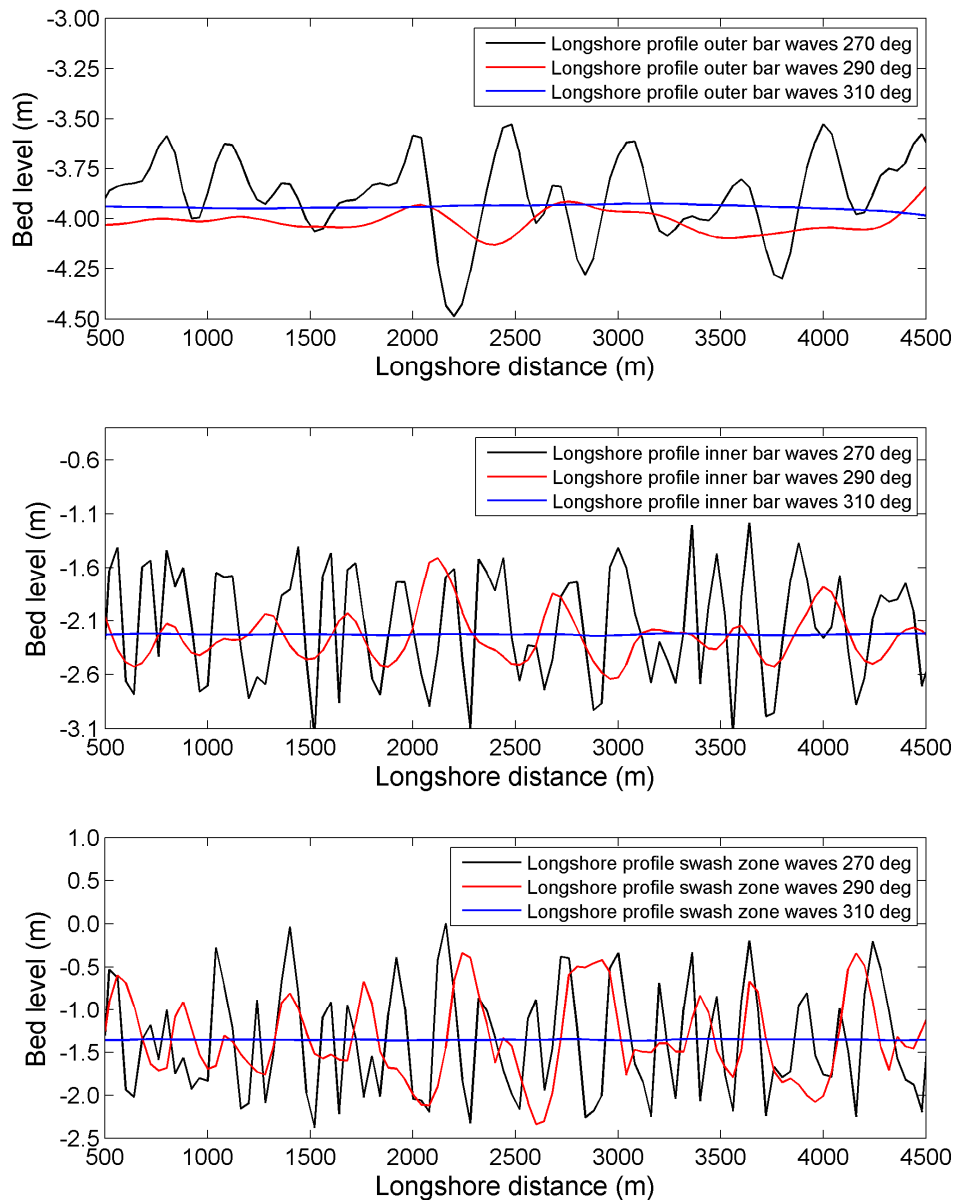 -3.00
-3.25
-3.50
-3.75
-4.00
-4.25
-4.50
Bed level (m)
Longshore profile outer bar waves 270 deg
Longshore profile outer bar waves 290 deg
Longshore profile outer bar waves 310 deg
500 1000 1500 2000 2500 3000 3500 4000 4500
Longshore distance (m)
-0.6
-1.1
-1.6
-2.1
-2.6
-3.1
Bed level (m)
Longshore profile inner bar waves 270 deg
Longshore profile inner bar waves 290 deg
Longshore profile inner bar waves 310 deg
500 1000 1500 2000 2500 3000 3500 4000 4500
Longshore distance (m)
1.0
0.5
0.0
-0.5
-1.0
-1.5
-2.0
-2.5
Bed level (m)
Longshore profile swash zone waves 270 deg
Longshore profile swash zone waves 290 deg
Longshore profile swash zone waves 310 deg
500 1000 1500 2000 2500 3000 3500 4000 4500
Longshore distance (m)